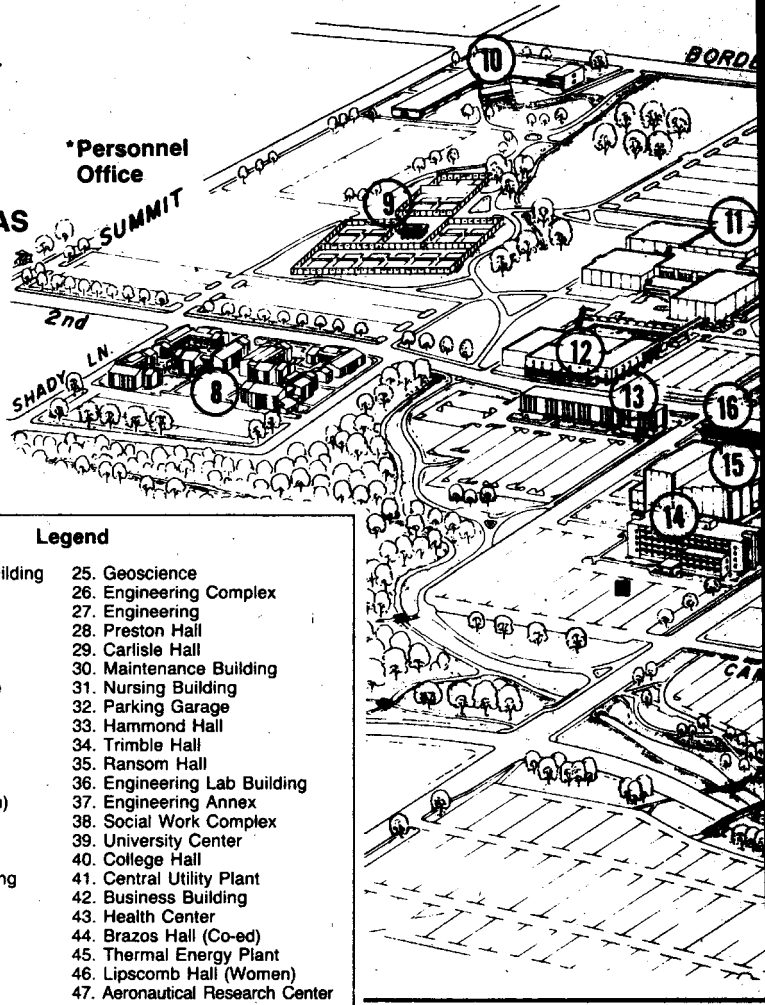 10
BORDE
*Personnel
Office
AS
SUMMIT
9
11
2nd
SHADY LN.
8
12
13
16
15
14
CAM
Legend
ilding
25. Geoscience
26. Engineering Complex
27. Engineering
28. Preston Hall
29. Carlisle Hall
30. Maintenance Building
31. Nursing Building
32. Parking Garage
33. Hammond Hall
34. Trimble Hall
35. Ransom Hall
36. Engineering Lab Building
)
37. Engineering Annex
38. Social Work Complex
39. University Center
40. College Hall
ng
41. Central Utility Plant
42. Business Building
43. Health Center
44. Brazos Hall (Co-ed)
45. Thermal Energy Plant
46. Lipscomb Hall (Women)
47. Aeronautical Research Center